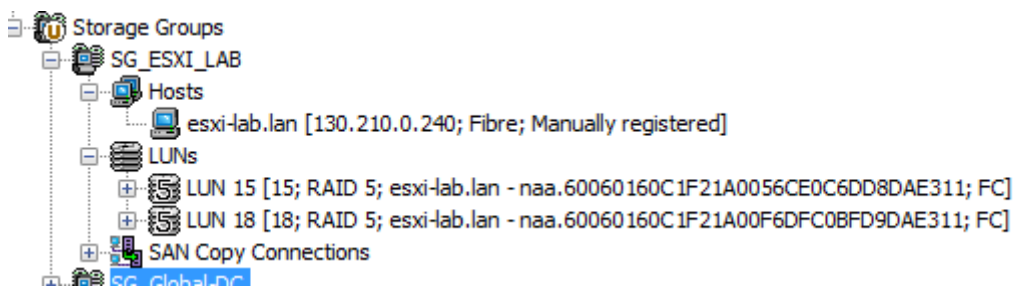 Storage Groups
SG_ESXI_LAB
Hosts
esxi-lab.lan [130.210.0.240; Fibre; Manually registered]
LUNs
LUN 15 [15; RAID 5; esxi-lab.lan - naa.60060160C1F21A0056CE0C6DD8DAE311; FC]
LUN 18 [18; RAID 5; esxi-lab.lan - naa.60060160C1F21A00F6DFC0BFD9DAE311; FC]
SAN Copy Connections
SG_Global-DC